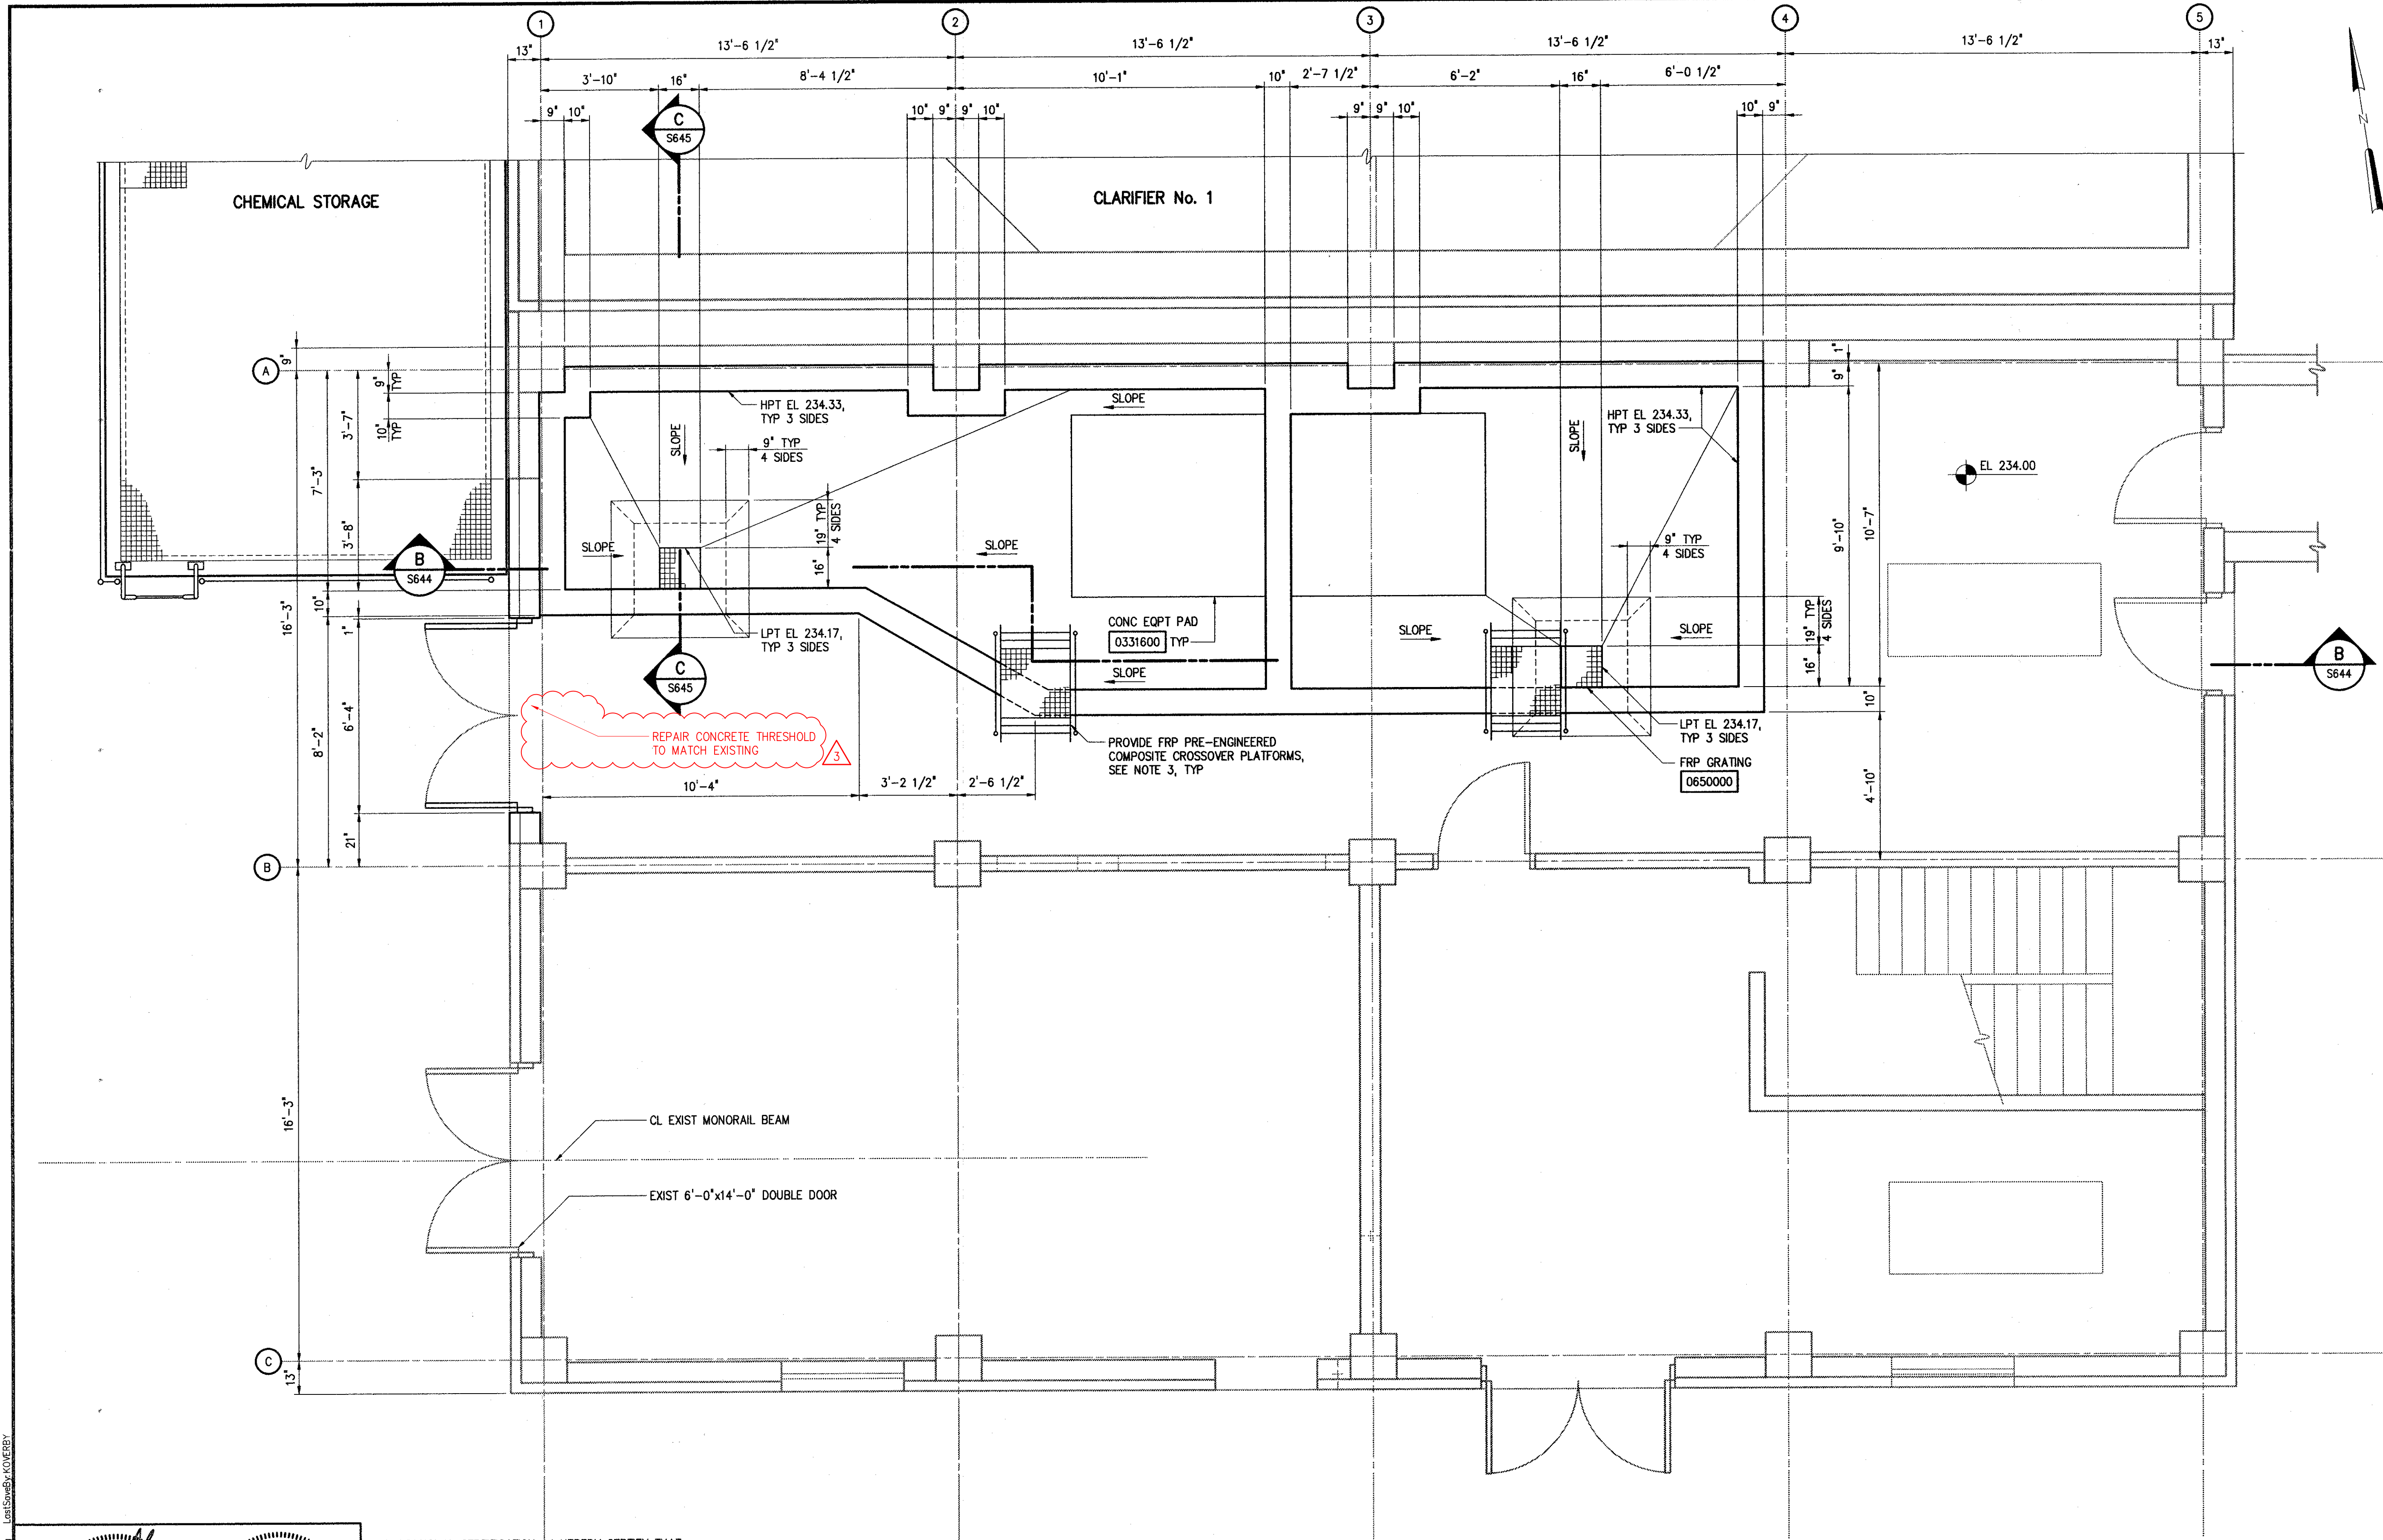 1
2
3
4
5
13"
13'-6 1/2"
13'-6 1/2"
13'-6 1/2"
13'-6 1/2"
13"
3'-10"
16"
8'-4 1/2"
10'-1"
10"
2'-7 1/2"
6'-2"
16"
6'-0 1/2"
9"
10"
10"
9"
9"
10"
9"
9"
10"
10"
9"
C
S645
N
CHEMICAL STORAGE
CLARIFIER No. 1
A
9"
9"
TYP
10"
TYP
3'-7"
7'-3"
3'-8"
16'-3"
10"
1"
6'-4"
8'-2"
21"
HPT EL 234.33,
TYP 3 SIDES
SLOPE
9" TYP
4 SIDES
19" TYP
4 SIDES
16"
SLOPE
SLOPE
SLOPE
SLOPE
HPT EL 234.33,
TYP 3 SIDES
1"
9"
9'-10"
10'-7"
EL 234.00
9" TYP
4 SIDES
19" TYP
4 SIDES
16"
10"
4'-10"
B
S644
CONC EQPT PAD
0331600 TYP
SLOPE
SLOPE
SLOPE
B
S644
LPT EL 234.17,
TYP 3 SIDES
C
S645
REPAIR CONCRETE THRESHOLD
TO MATCH EXISTING
3
PROVIDE FRP PRE-ENGINEERED
COMPOSITE CROSSOVER PLATFORMS,
SEE NOTE 3, TYP
LPT EL 234.17,
TYP 3 SIDES
FRP GRATING
0650000
10'-4"
3'-2 1/2"
2'-6 1/2"
B
16'-3"
CL EXIST MONORAIL BEAM
EXIST 6'-0"x14'-0" DOUBLE DOOR
C
13"
LastSaveBy: KOVERBY